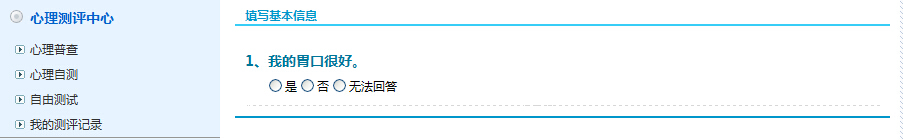 心理测评中心
心理普查
心理自测
自由测试
我的测评记录
填写基本信息
1、我的胃口很好。
是 否 无法回答